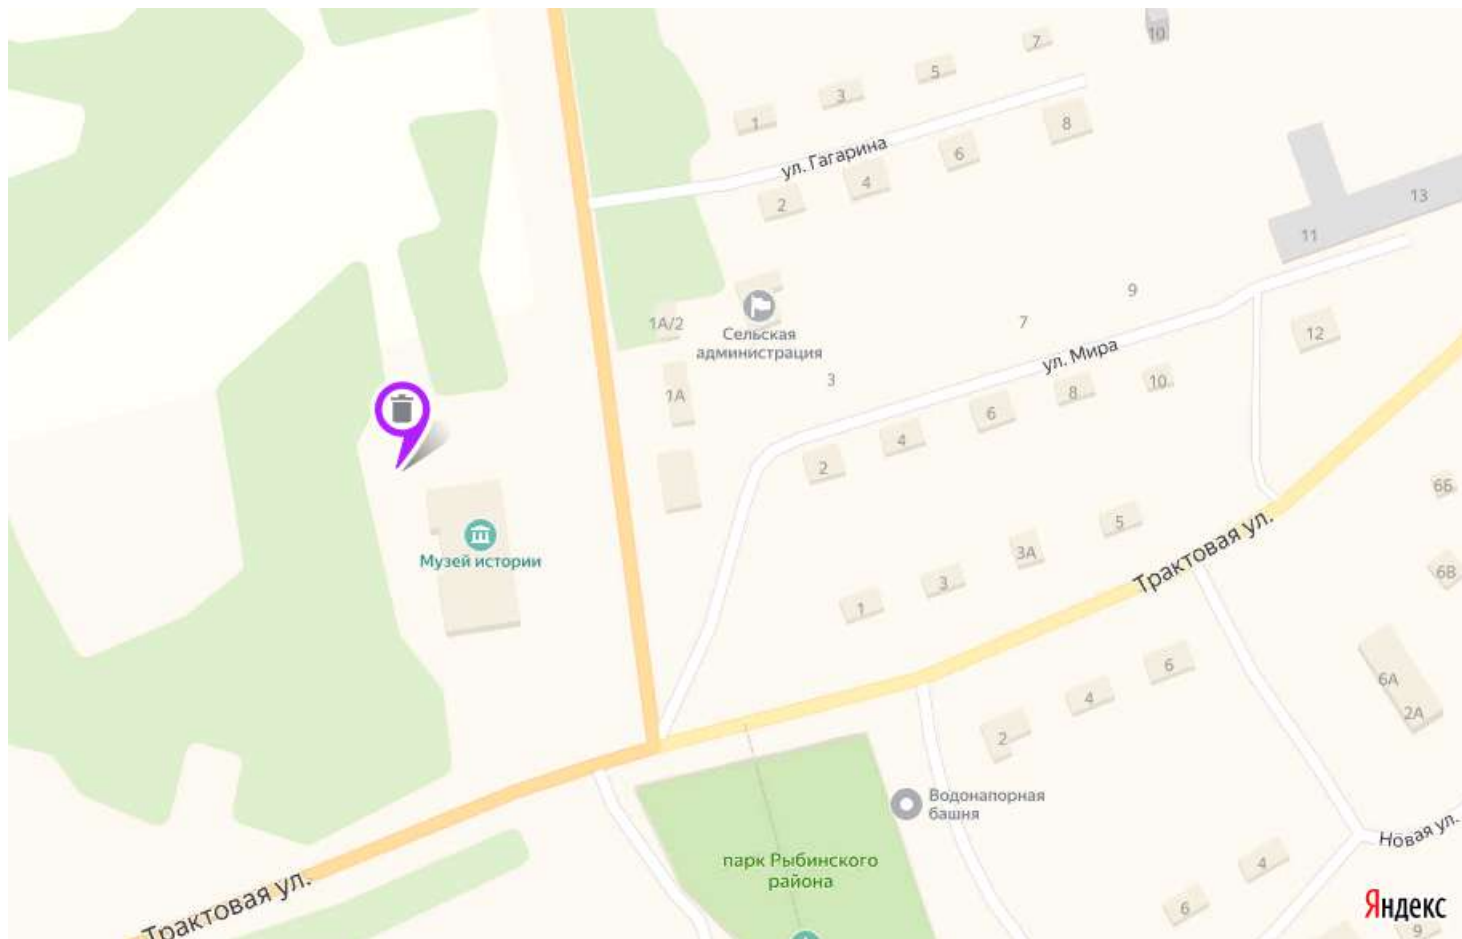 10
7
5
3
1
8
ул. Гагарина
6
4
2
13
11
9
7
1А/2
Сельская
администрация
12
ул. Мира
3
1А
10
8
6
4
2
6Б
5
Трактовая ул.
3А
Музей истории
6В
3
1
6
6А
4
2А
2
Водонапорная
башня
Новая ул.
парк Рыбинского
района
4
Трактовая ул.
6
Яндекс
9